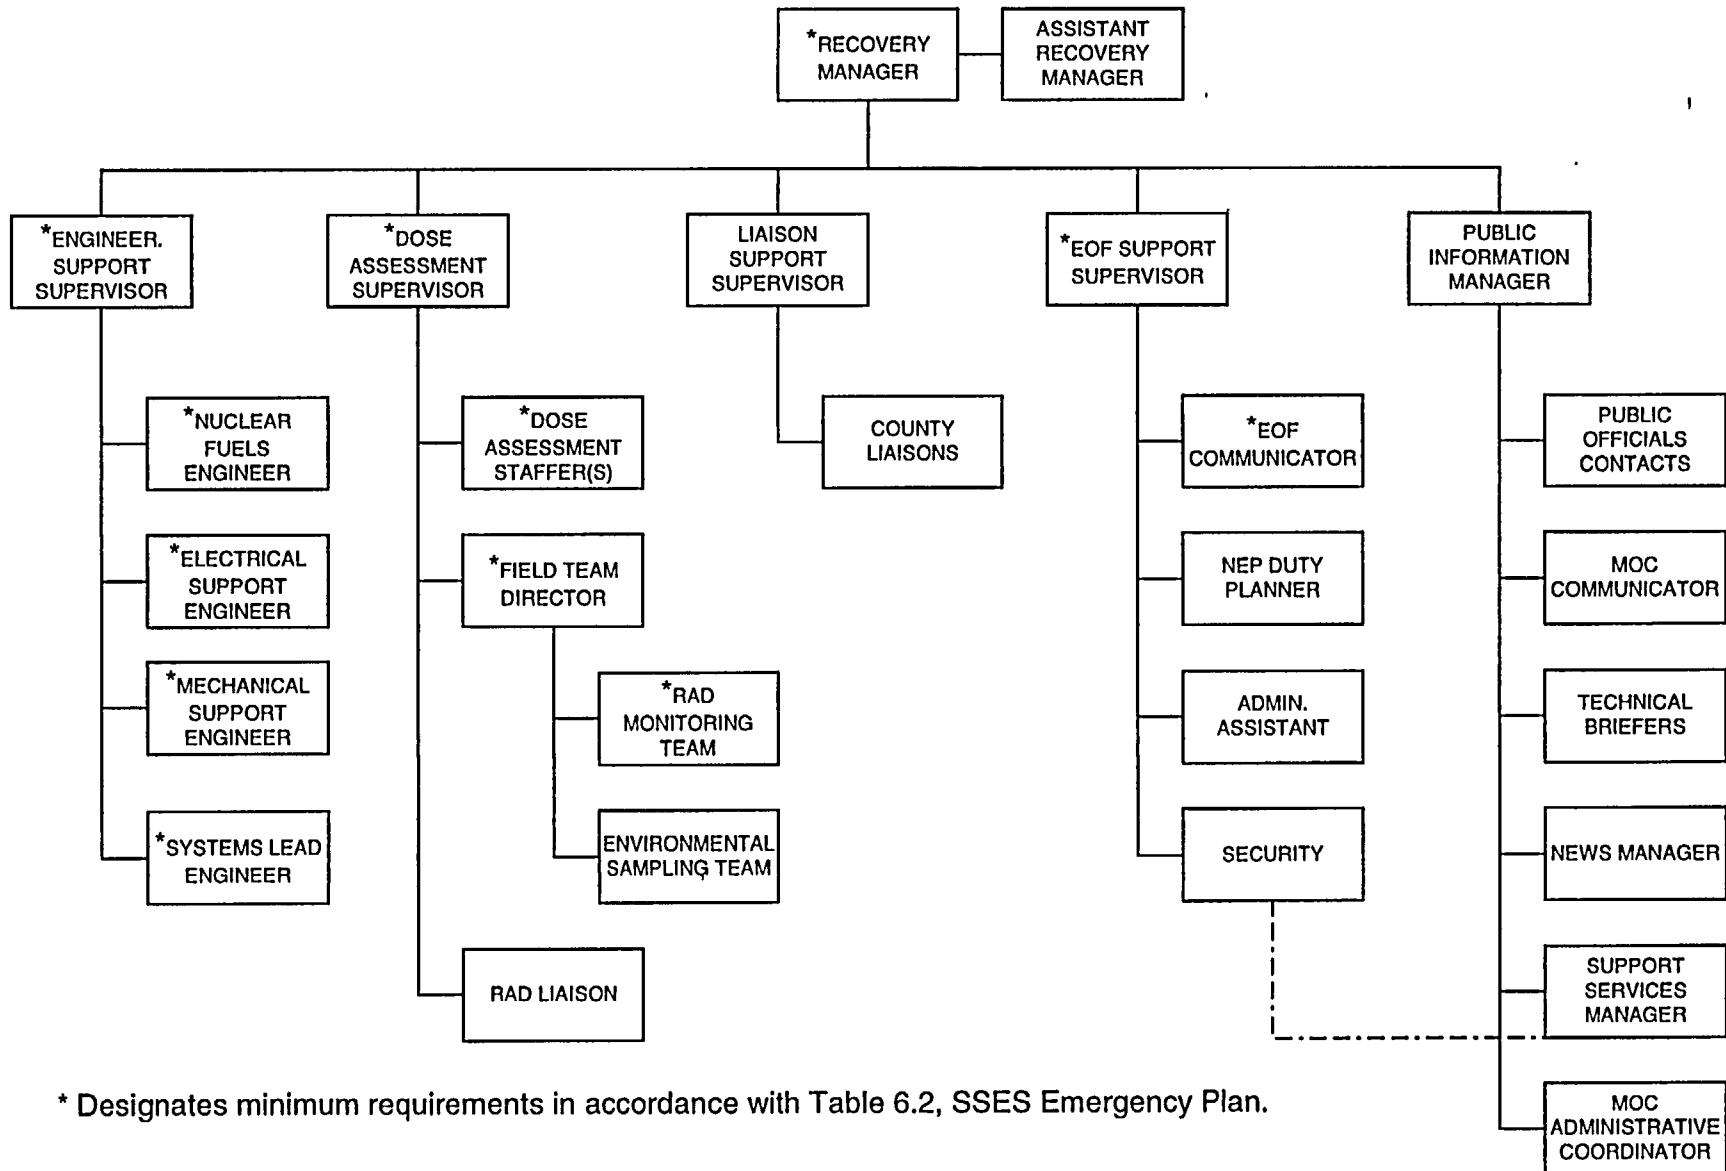 *RECOVERY
MANAGER
ASSISTANT
RECOVERY
MANAGER
*ENGINEER.
SUPPORT
SUPERVISOR
*DOSE
ASSESSMENT
SUPERVISOR
LIAISON
SUPPORT
SUPERVISOR
*EOF SUPPORT
SUPERVISOR
PUBLIC
INFORMATION
MANAGER
*NUCLEAR
FUELS
ENGINEER
*ELECTRICAL
SUPPORT
ENGINEER
*MECHANICAL
SUPPORT
ENGINEER
*SYSTEMS LEAD
ENGINEER
*DOSE
ASSESSMENT
STAFFER(S)
*FIELD TEAM
DIRECTOR
*RAD
MONITORING
TEAM
ENVIRONMENTAL
SAMPLING TEAM
RAD LIAISON
COUNTY
LIAISONS
*EOF
COMMUNICATOR
NEP DUTY
PLANNER
ADMIN.
ASSISTANT
SECURITY
PUBLIC
OFFICIALS
CONTACTS
MOC
COMMUNICATOR
TECHNICAL
BRIEFERS
NEWS MANAGER
SUPPORT
SERVICES
MANAGER
MOC
ADMINISTRATIVE
COORDINATOR
* Designates minimum requirements in accordance with Table 6.2, SSES Emergency Plan.